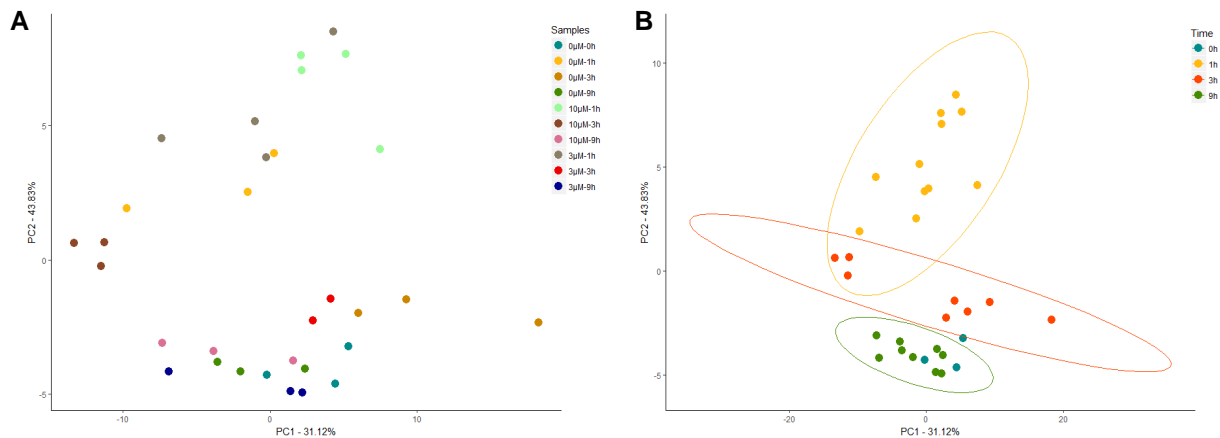 A
Samples
0µM-0h
0µM-1h
0µM-3h
0µM-9h
10µM-1h
10µM-3h
10µM-9h
3µM-1h
3µM-3h
3µM-9h
5
0
-5
PC2 - 43.83%
-10
0
10
PC1 - 31.12%
B
Time
0h
1h
3h
9h
10
5
0
-5
PC2 - 43.83%
-20
0
20
PC1 - 31.12%